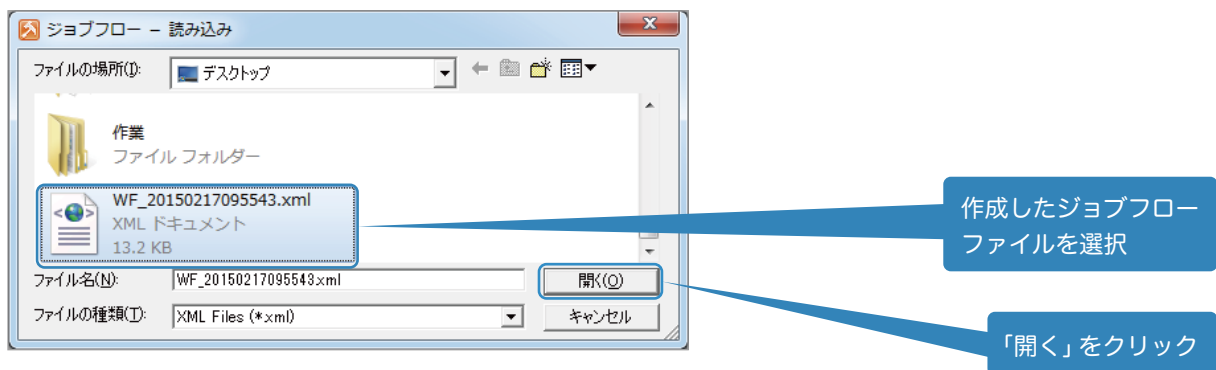 ジョブフロー － 読み込み
ファイルの場所(I):
デスクトップ
作業
ファイル フォルダー
WF_20150217095543.xml
XML ドキュメント
13.2 KB
作成したジョブフロー
ファイルを選択
ファイル名(N):
WF_20150217095543.xml
開く(O)
ファイルの種類(T):
XML Files (*.xml)
キャンセル
「開く」をクリック